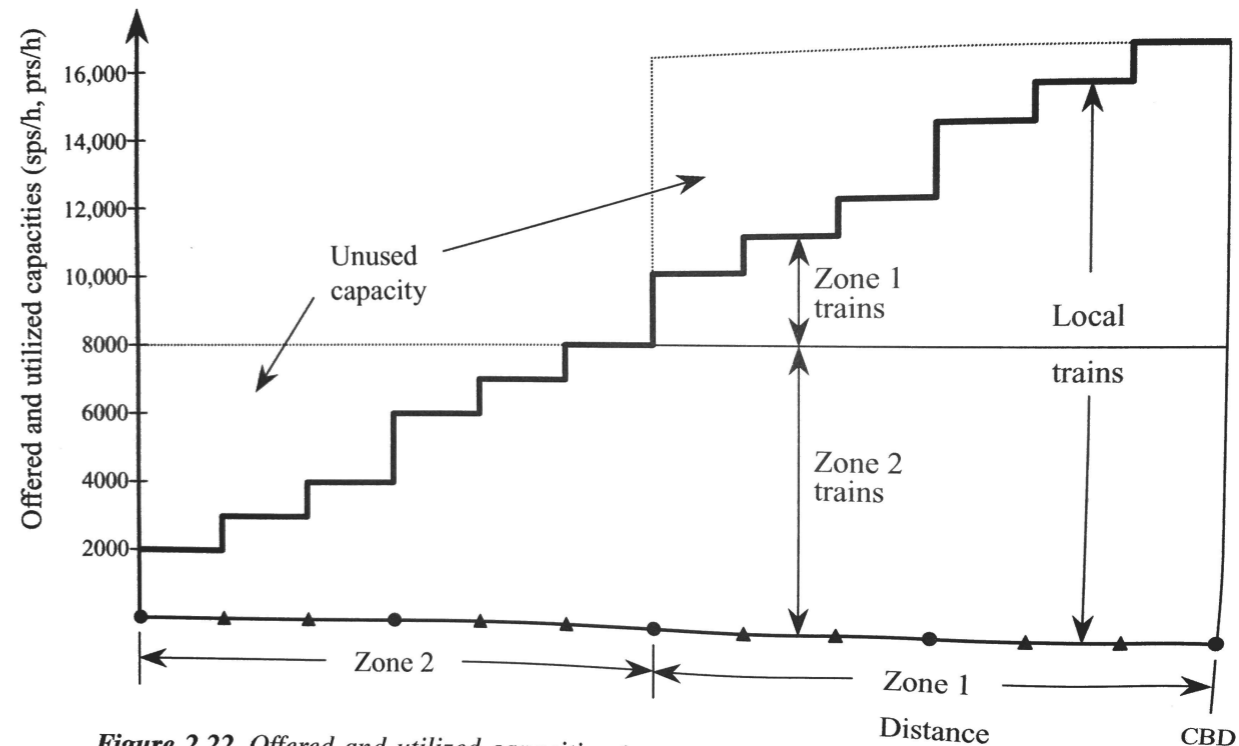 Offered and utilized capacities (sps/h, prs/h)
16,000
14,000
12,000
10,000
8000
6000
4000
2000
Unused
capacity
Zone 1
trains
Local
trains
Zone 2
trains
Zone 2
Zone 1
Distance
CBD
Figure 2.22 Offered and utilized capacities